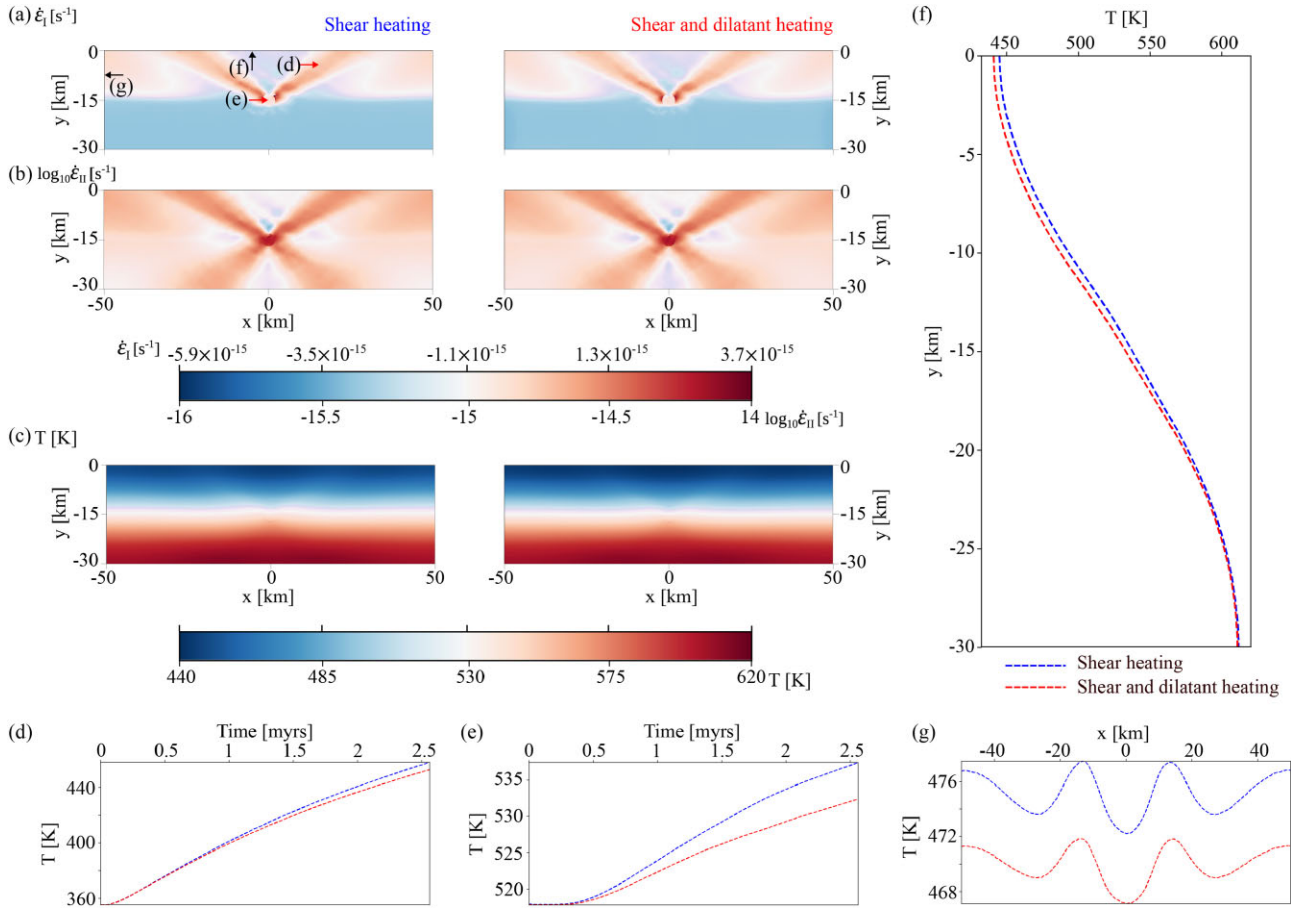 (a) ε̇_I [s⁻¹]
Shear heating
Shear and dilatant heating
0
-15
-30
y [km]
(f)
(d)
(g)
(e)
0
-15
-30
y [km]
(b) log₁₀ε̇_II [s⁻¹]
0
-15
-30
y [km]
-50
0
50
x [km]
0
-15
-30
y [km]
-50
0
50
x [km]
ε̇_I [s⁻¹]
-5.9×10⁻¹⁵
-3.5×10⁻¹⁵
-1.1×10⁻¹⁵
1.3×10⁻¹⁵
3.7×10⁻¹⁵
-16
-15.5
-15
-14.5
14
log₁₀ε̇_II [s⁻¹]
(c) T [K]
0
-15
-30
y [km]
-50
0
50
x [km]
0
-15
-30
y [km]
-50
0
50
x [km]
440
485
530
575
620
T [K]
(f)
T [K]
450
500
550
600
0
-5
-10
-15
-20
-25
-30
y [km]
Shear heating
Shear and dilatant heating
(d)
Time [myrs]
0
0.5
1
1.5
2
2.5
440
400
360
T [K]
(e)
Time [myrs]
0
0.5
1
1.5
2
2.5
535
530
525
520
T [K]
(g)
x [km]
-40
-20
0
20
40
476
472
468
T [K]